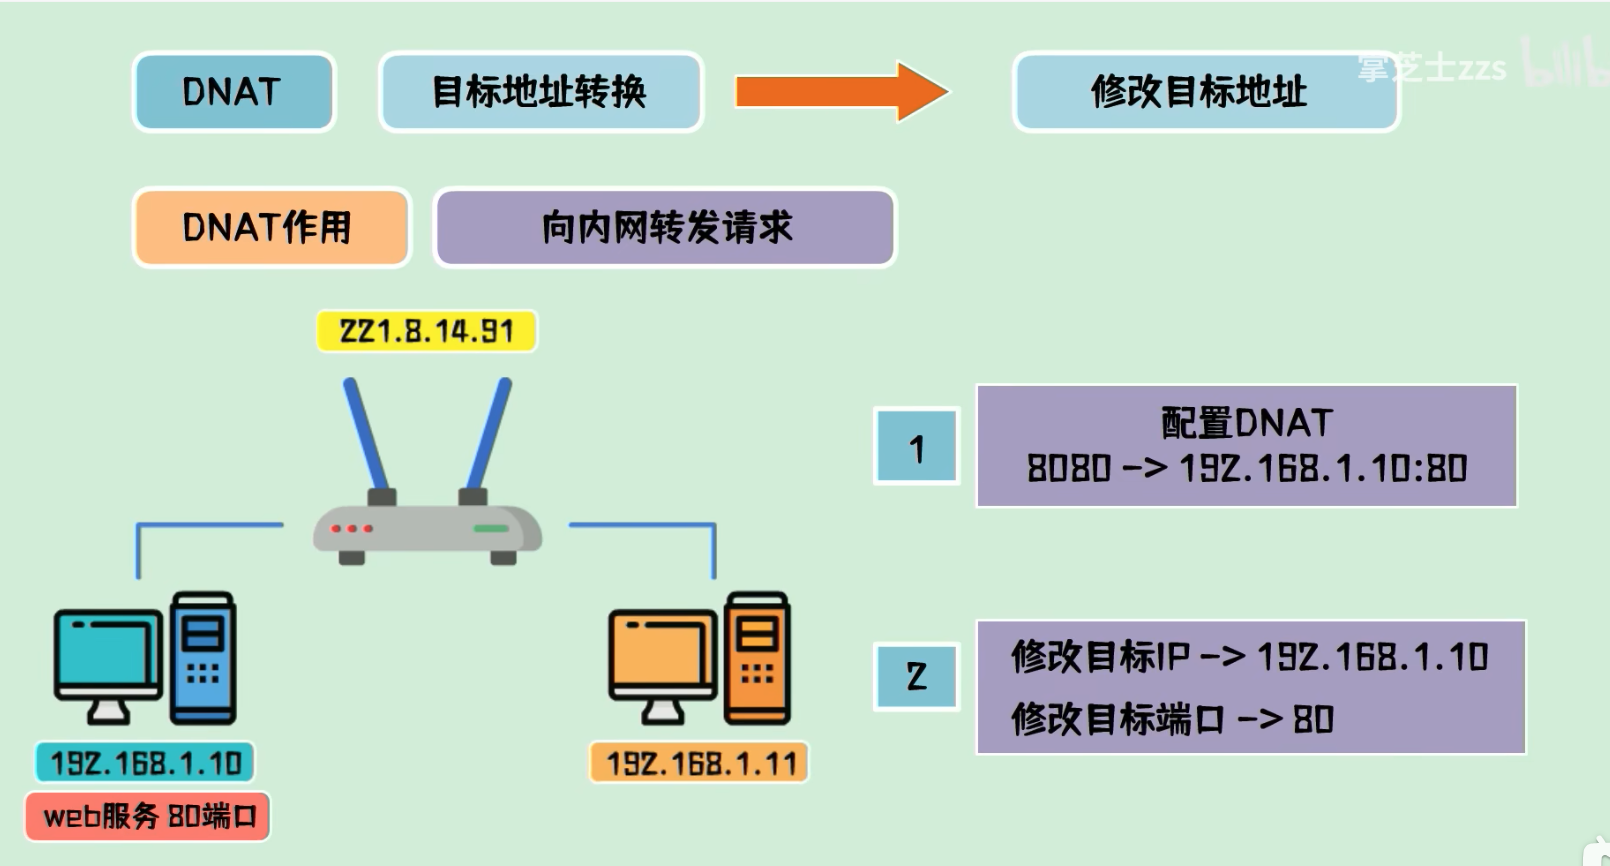 DNAT
目标地址转换
修改目标地址
掌芝士zzs
DNAT作用
向内网转发请求
221.8.14.91
1
配置DNAT
8080 -> 192.168.1.10:80
2
修改目标IP -> 192.168.1.10
修改目标端口 -> 80
192.168.1.10
192.168.1.11
web服务 80端口